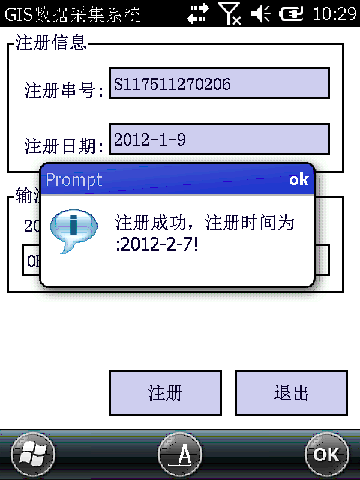 GIS数据采集系统 10:29
注册信息
注册串号: S117511270206
注册日期: 2012-1-9
Prompt ok
注册成功，注册时间为
:2012-2-7!
注册 退出
A OK